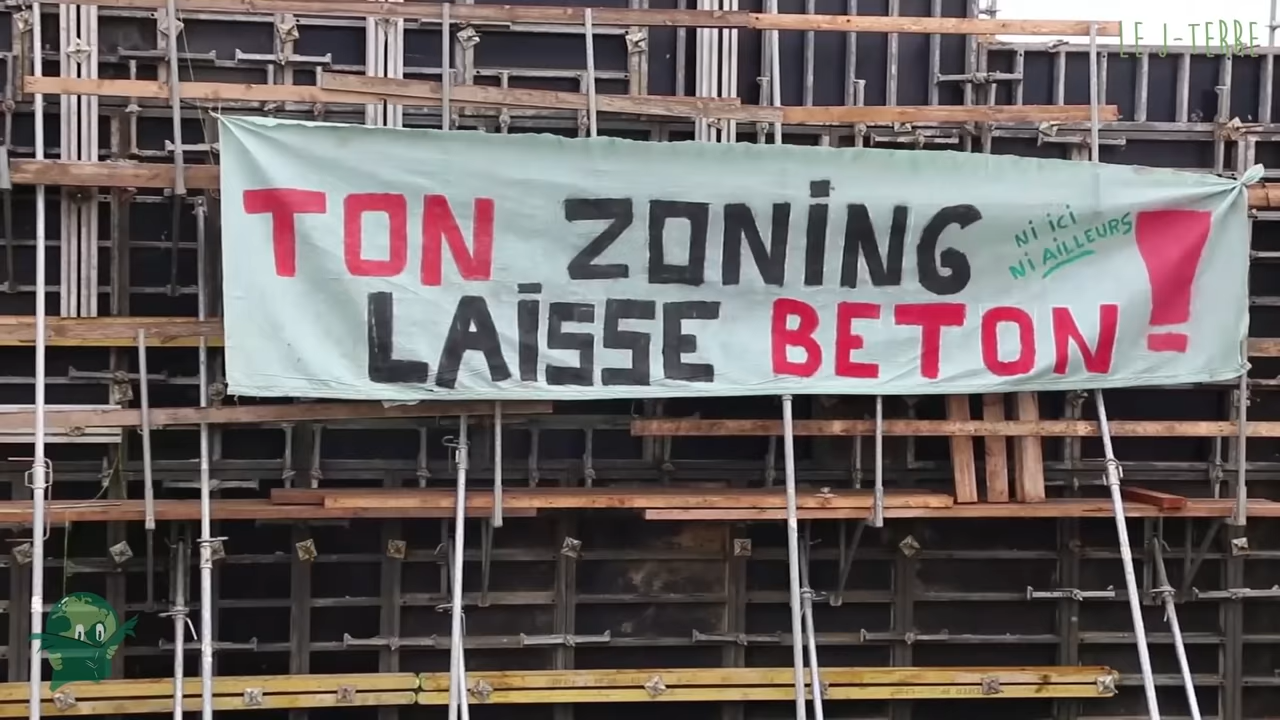 LE J-TERRE
TON ZONING
Ni ici
Ni AiLLEURS
LAiSSE BETON !